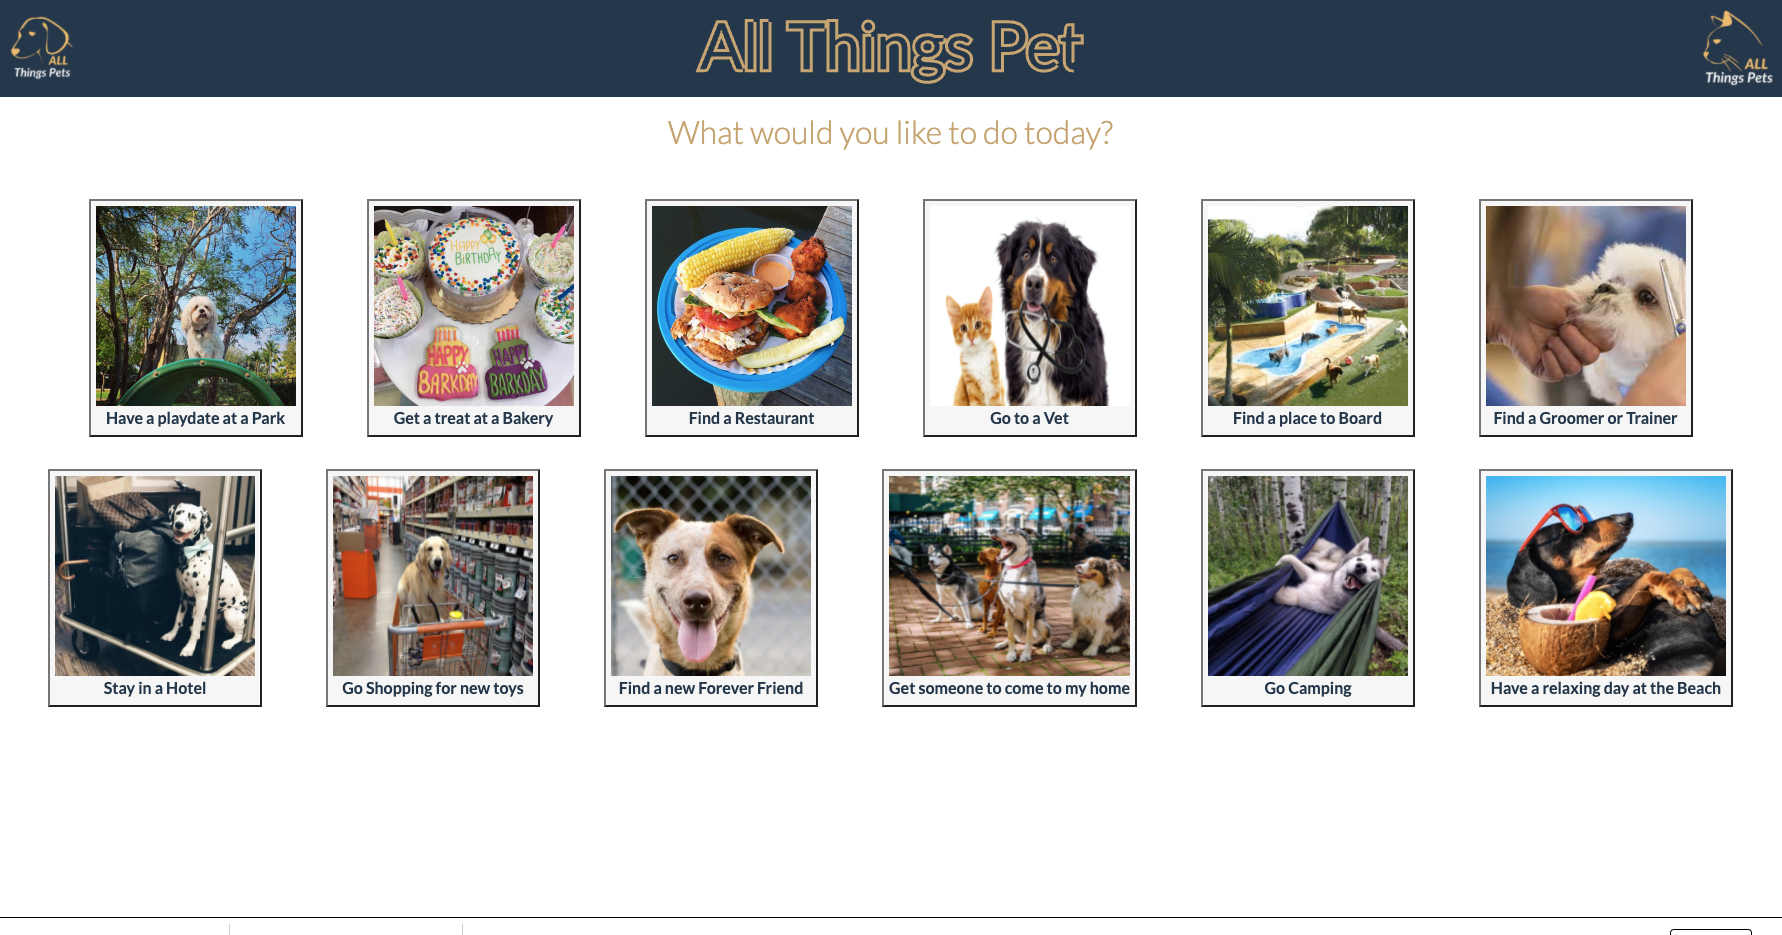 ALL
Things Pets
All Things Pet
ALL
Things Pets
What would you like to do today?
HAPPY
BIRTHDAY
HAPPY
BARKDAY
HAPPY
BARKDAY
Have a playdate at a Park
Get a treat at a Bakery
Find a Restaurant
Go to a Vet
Find a place to Board
Find a Groomer or Trainer
Stay in a Hotel
Go Shopping for new toys
Find a new Forever Friend
Get someone to come to my home
Go Camping
Have a relaxing day at the Beach